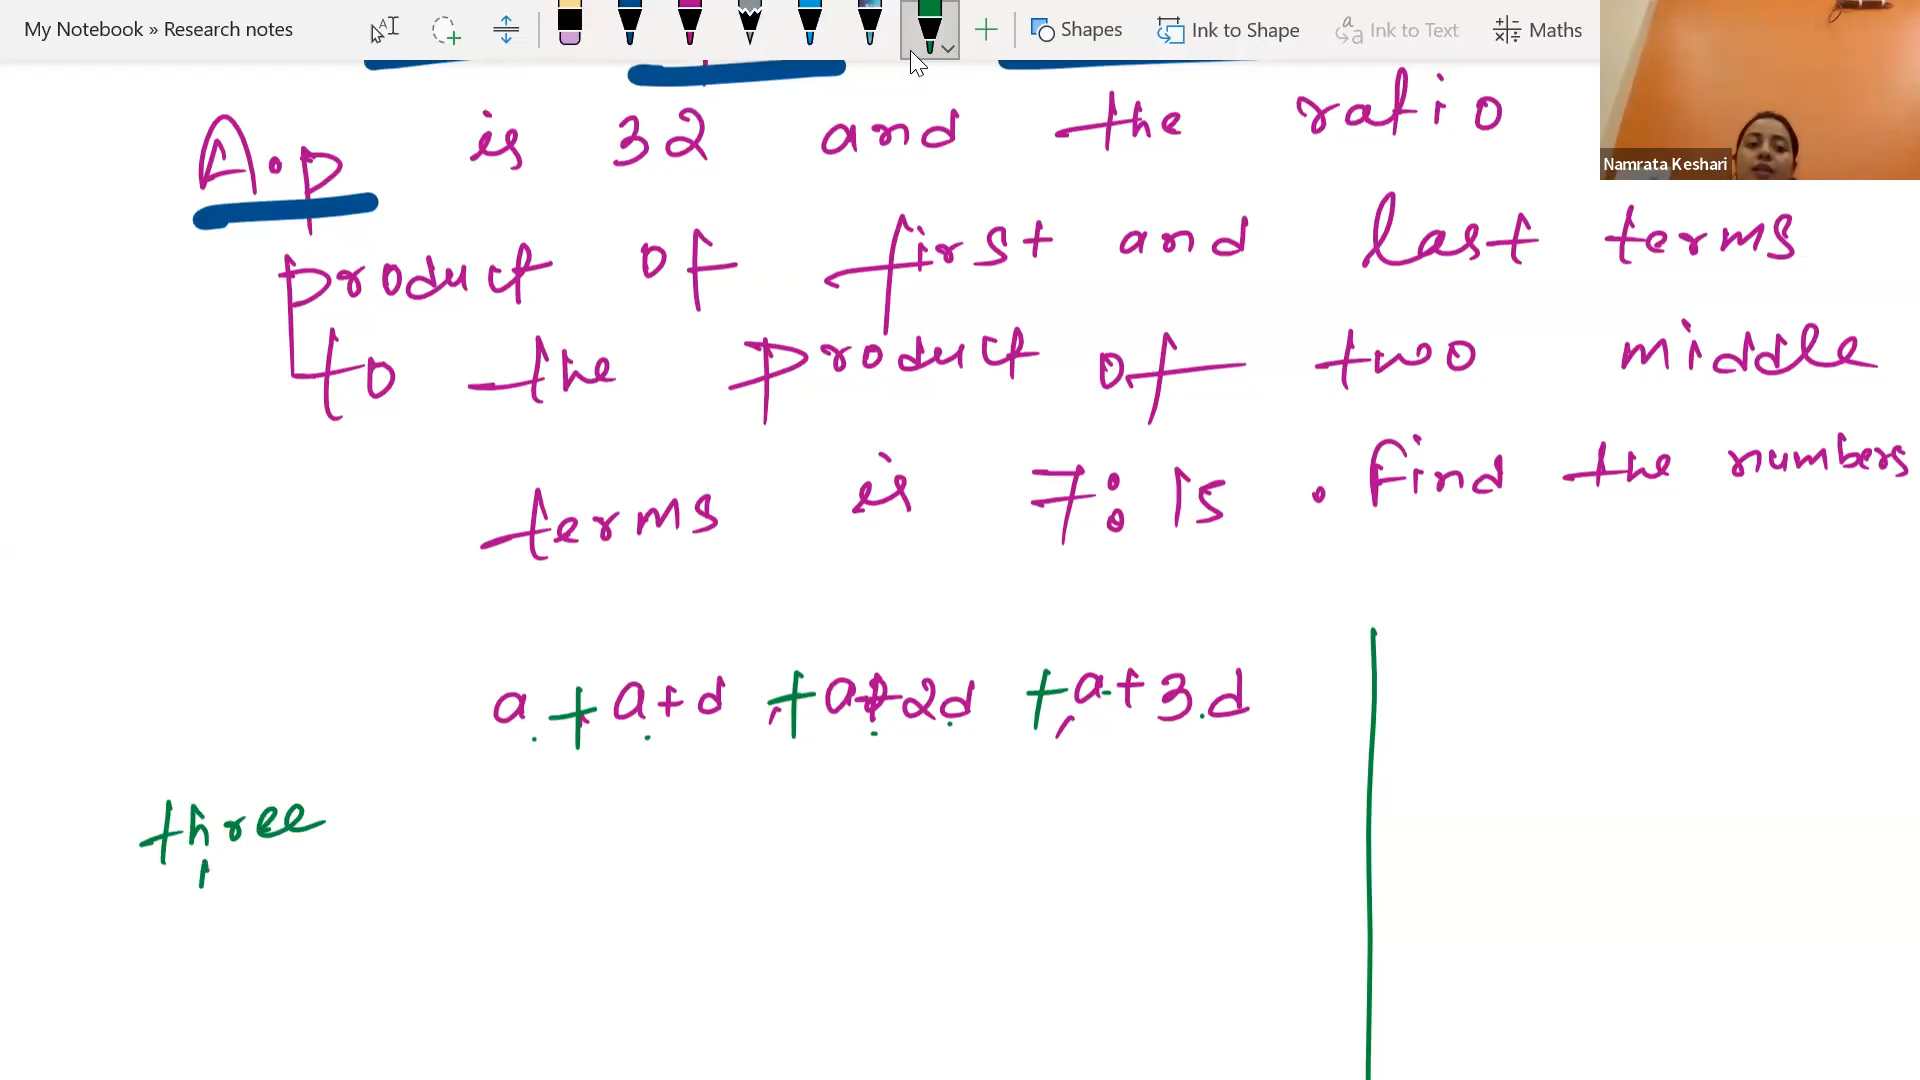 My Notebook » Research notes
Shapes
Ink to Shape
Ink to Text
Maths
Namrata Keshari
A.P is 32 and the ratio
product of first and last terms
to the product of two middle
terms is 7:15 . Find the numbers
a + a+d + a+2d + a+3d
three